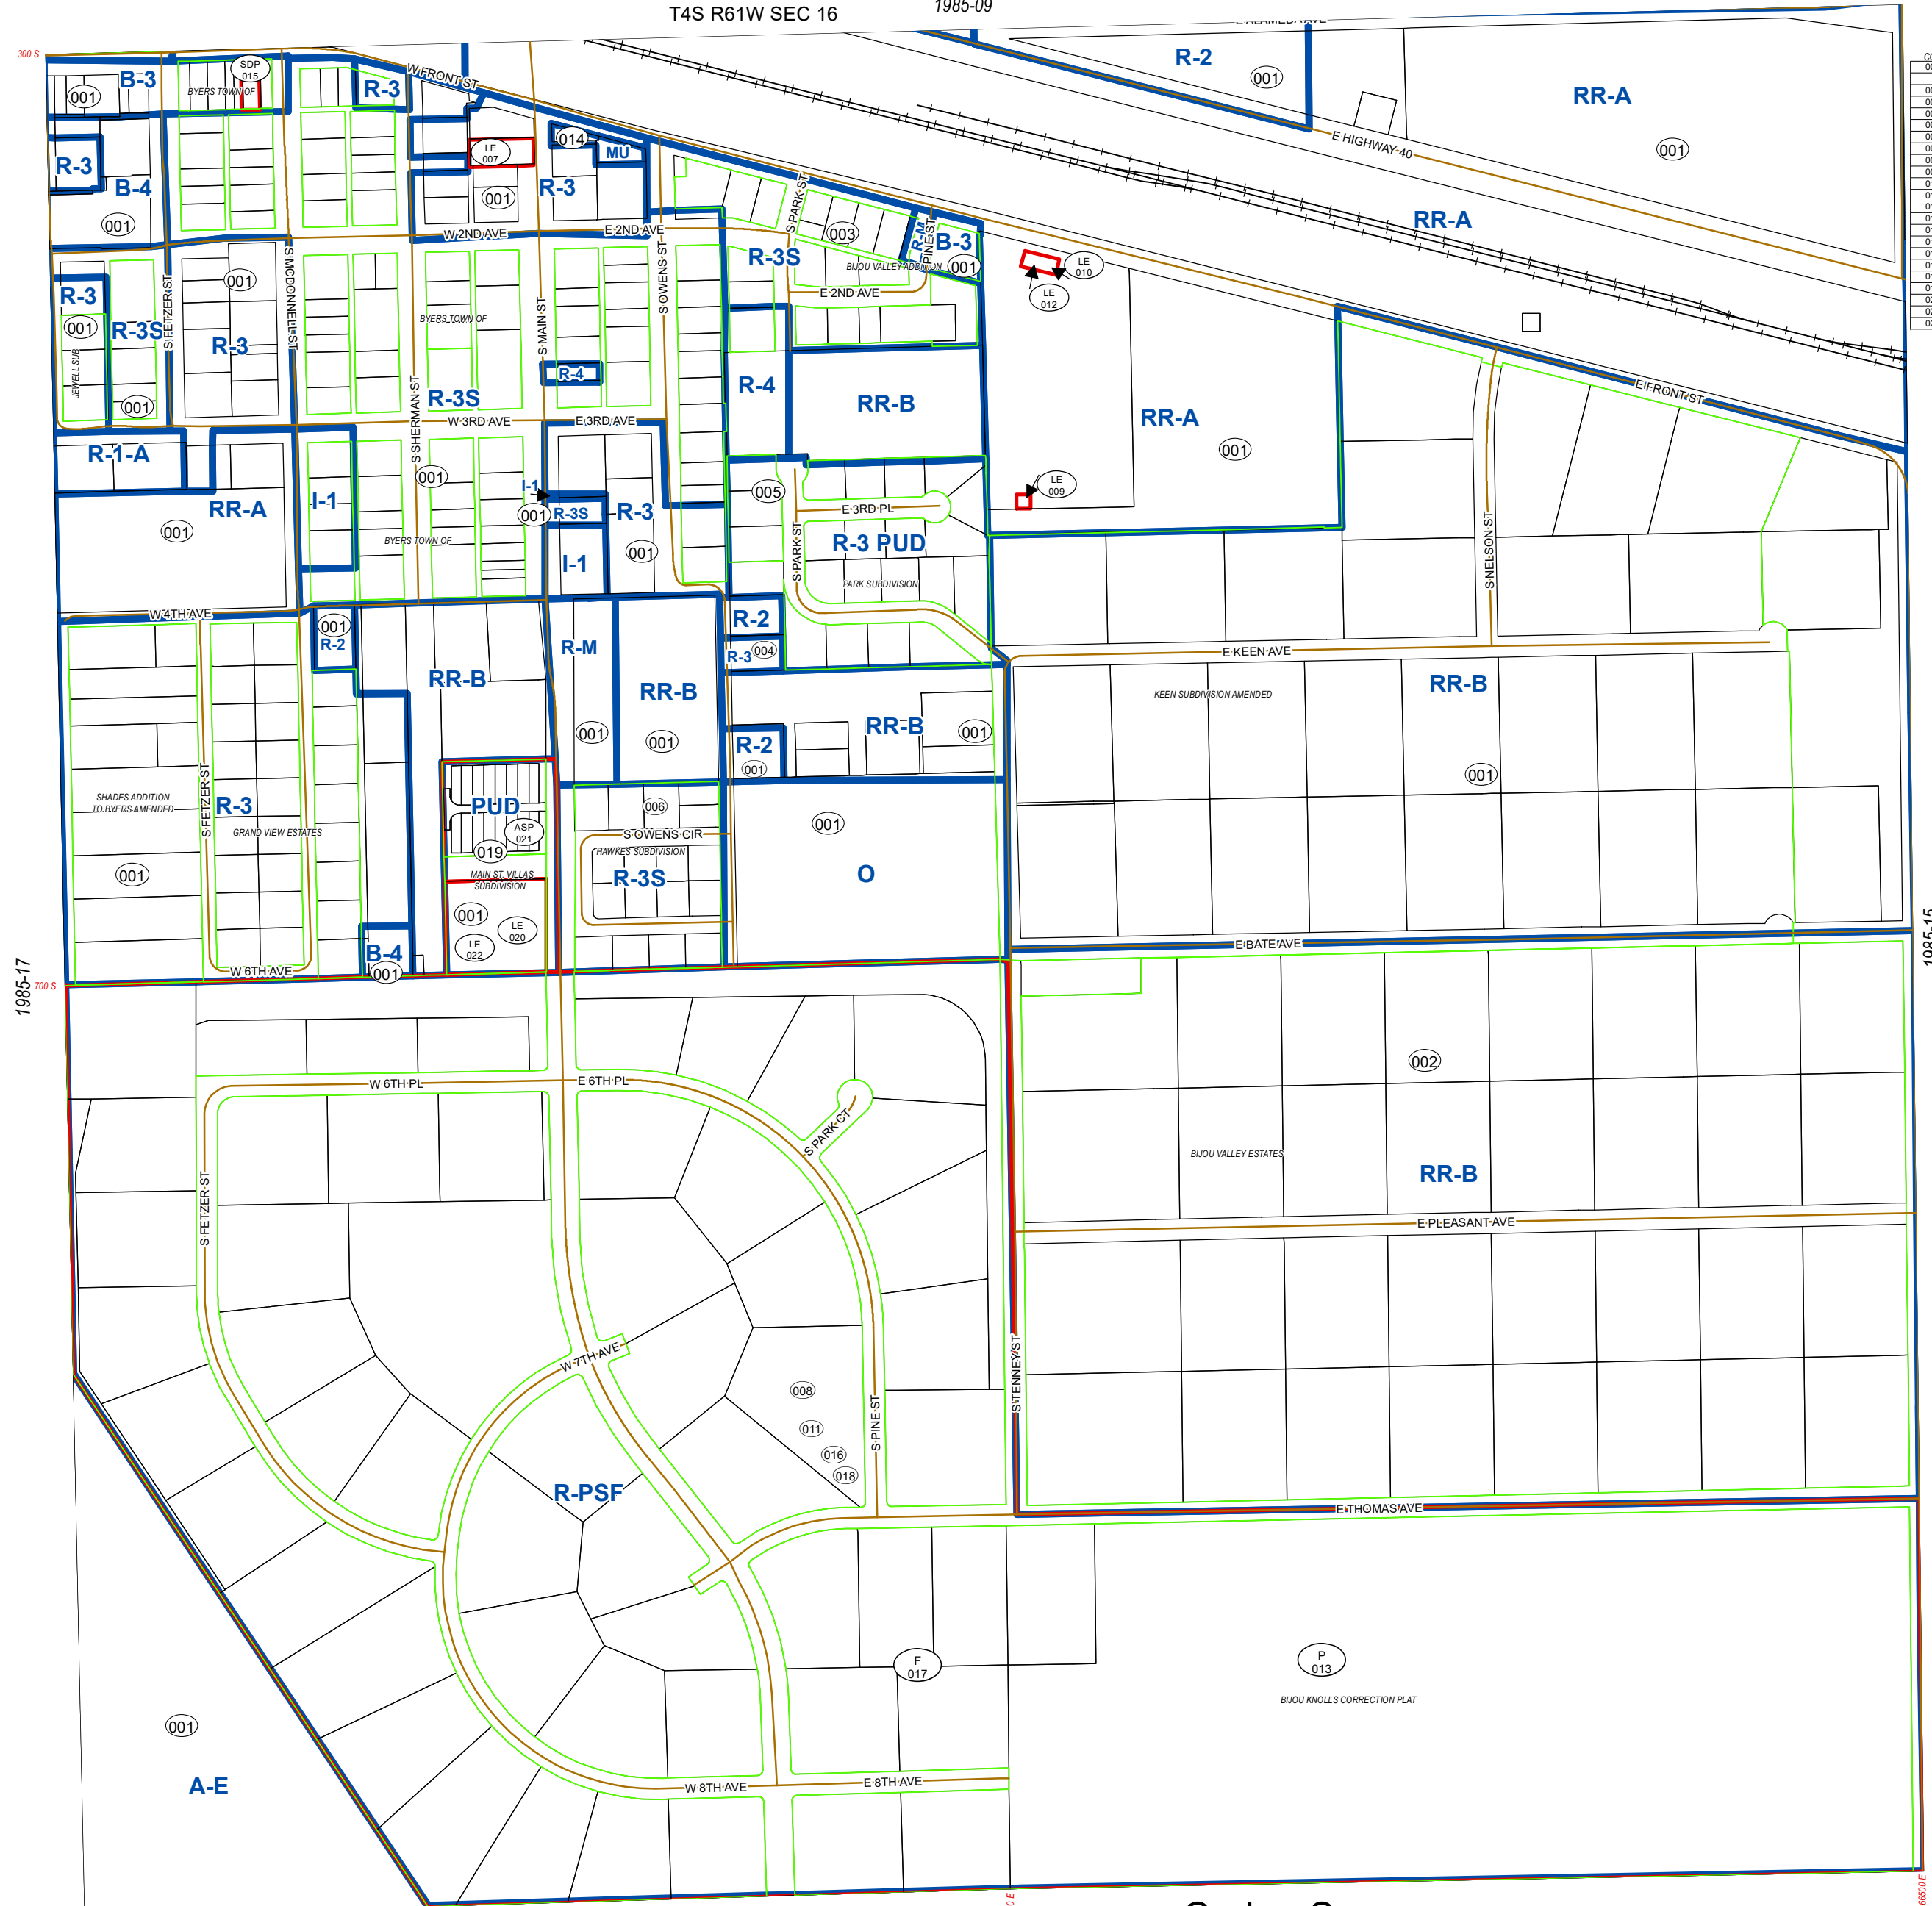 T4S R61W SEC 16
1985-09
300 S
W FRONT ST
R-2
001
RR-A
001
B-3
001
SDP
015
BYERS TOWN OF
R-3
E HIGHWAY 40
R-3
B-4
001
LE
007
014
MU
R-3
001
S PARK ST
003
R-M
PINE ST
B-3
001
RR-A
W 2ND AVE
E 2ND AVE
R-3S
BIJOU VALLEY ADDITION
E 2ND AVE
LE
010
LE
012
R-3
001
R-3S
JEWELL SUB
001
S FETZER ST
001
R-3
S MCDONNELL ST
BYERS TOWN OF
S MAIN ST
S OWENS ST
R-4
R-3S
S SHERMAN ST
R-4
RR-B
RR-A
001
E FRONT ST
W 3RD AVE
E 3RD AVE
R-1-A
RR-A
001
I-1
001
BYERS TOWN OF
I-1
001
R-3S
R-3
I-1
001
005
E 3RD PL
S PARK ST
R-3 PUD
PARK SUBDIVISION
LE
009
S NELSON ST
W 4TH AVE
001
R-2
RR-B
R-M
RR-B
001
001
R-2
R-3
004
RR-B
001
R-2
001
E KEEN AVE
KEEN SUBDIVISION AMENDED
RR-B
001
SHADES ADDITION
TO BYERS AMENDED
S FETZER ST
R-3
GRAND VIEW ESTATES
001
PUD
ASP
021
019
MAIN ST. VILLAS
SUBDIVISION
001
LE
020
LE
022
006
S OWENS CIR
HAWKES SUBDIVISION
R-3S
001
O
B-4
001
W 6TH AVE
E BATE AVE
1985-17
1985-15
700 S
002
W 6TH PL
E 6TH PL
S PARK CT
BIJOU VALLEY ESTATES
RR-B
S FETZER ST
E PLEASANT AVE
W 7TH AVE
S TENNEY ST
008
011
016
018
S PINE ST
R-PSF
E THOMAS AVE
F
017
P
013
BIJOU KNOLLS CORRECTION PLAT
001
A-E
W 8TH AVE
E 8TH AVE